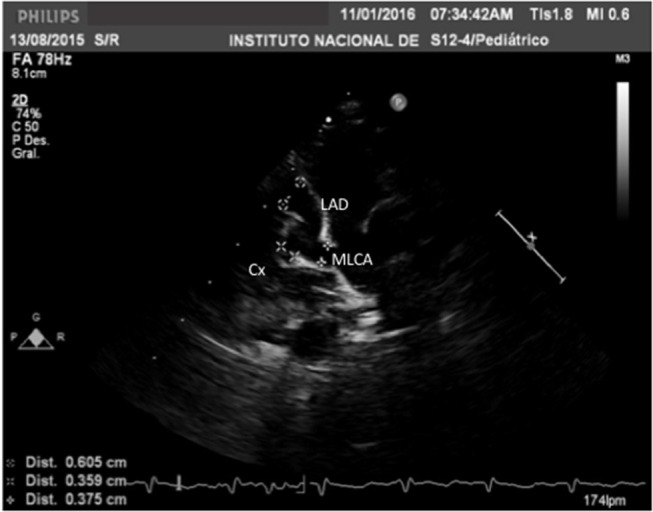 PHILIPS 11/01/2016 07:34:42AM TIs1.8 MI 0.6
13/08/2015 S/R INSTITUTO NACIONAL DE S12-4/Pediátrico
FA 78Hz
8.1cm
M3
2D
74%
C 50
P Des.
Gral.
P
LAD
MLCA
Cx
G
P R
Dist. 0.605 cm
Dist. 0.359 cm
Dist. 0.375 cm
174lpm